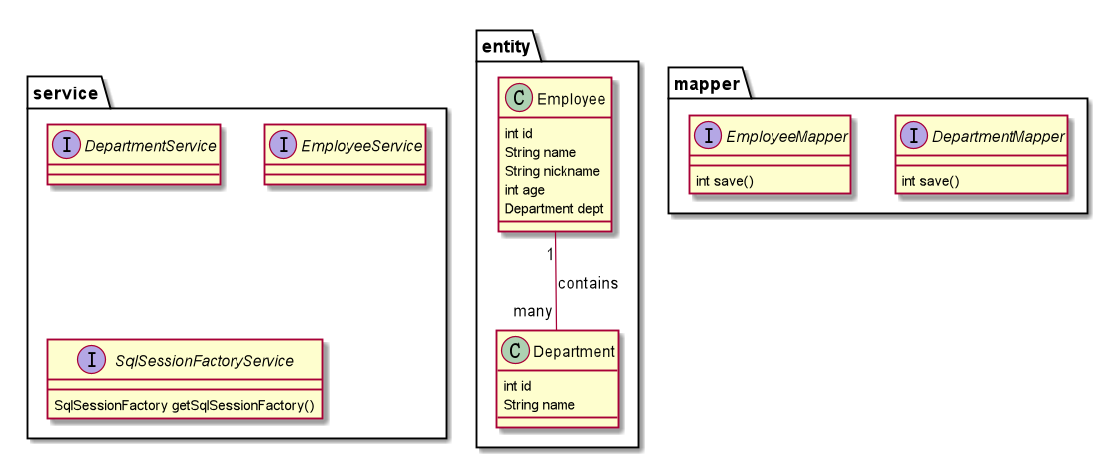 service
I DepartmentService
I EmployeeService
I SqlSessionFactoryService
SqlSessionFactory getSqlSessionFactory()
entity
C Employee
int id
String name
String nickname
int age
Department dept
1
contains
many
C Department
int id
String name
mapper
I EmployeeMapper
int save()
I DepartmentMapper
int save()